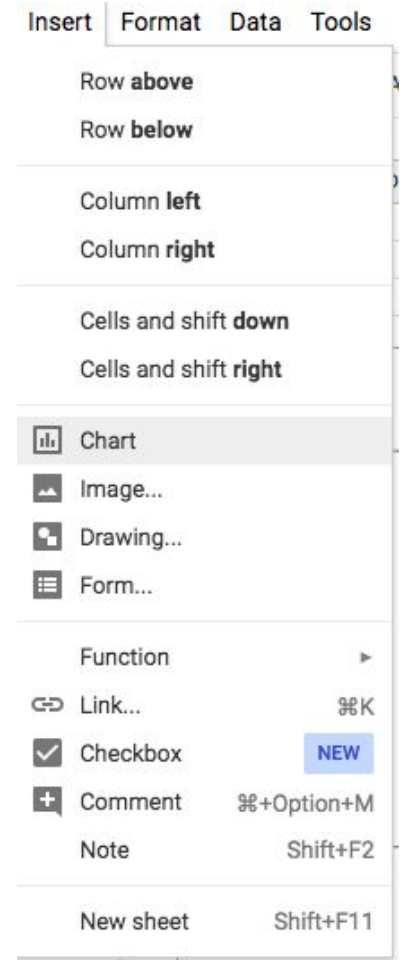 Insert Format Data Tools
Row above
Row below
Column left
Column right
Cells and shift down
Cells and shift right
Chart
Image...
Drawing...
Form...
Function ►
Link... ⌘K
Checkbox NEW
Comment ⌘+Option+M
Note Shift+F2
New sheet Shift+F11